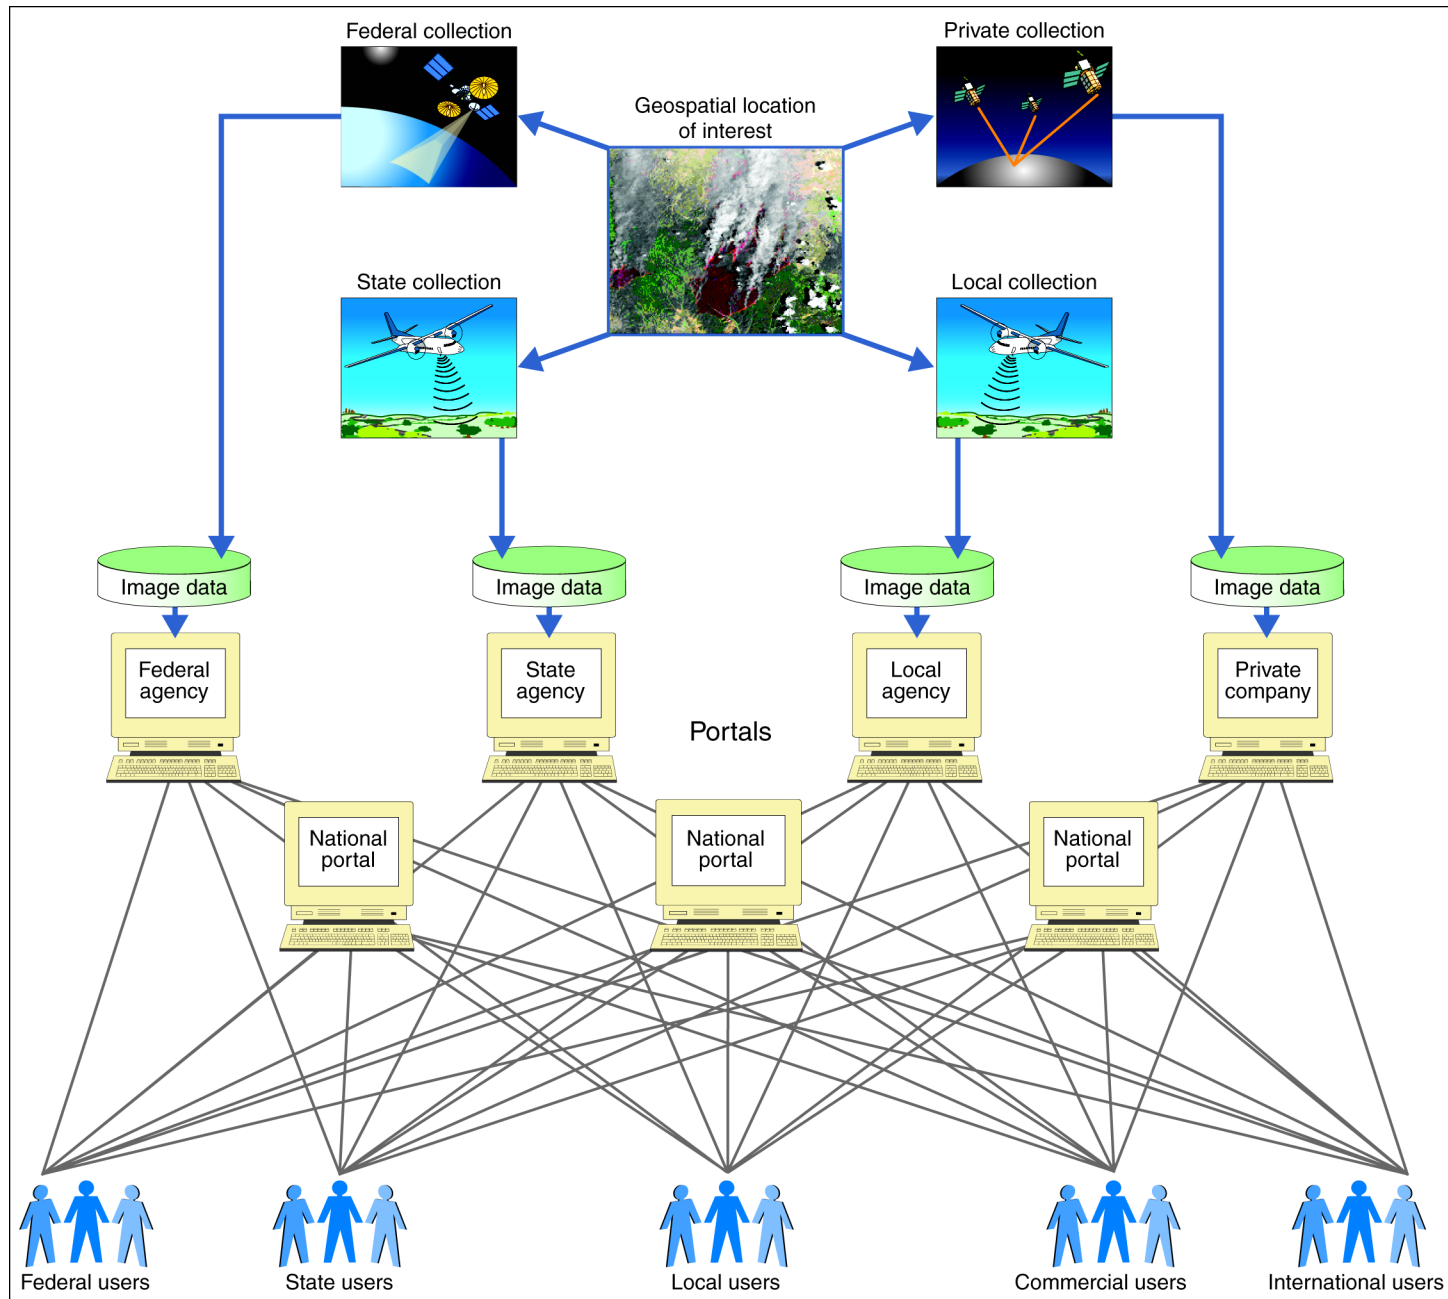 Federal collection
Private collection
Geospatial location
of interest
State collection
Local collection
Image data
Image data
Image data
Image data
Federal
agency
State
agency
Local
agency
Private
company
Portals
National
portal
National
portal
National
portal
Federal users
State users
Local users
Commercial users
International users